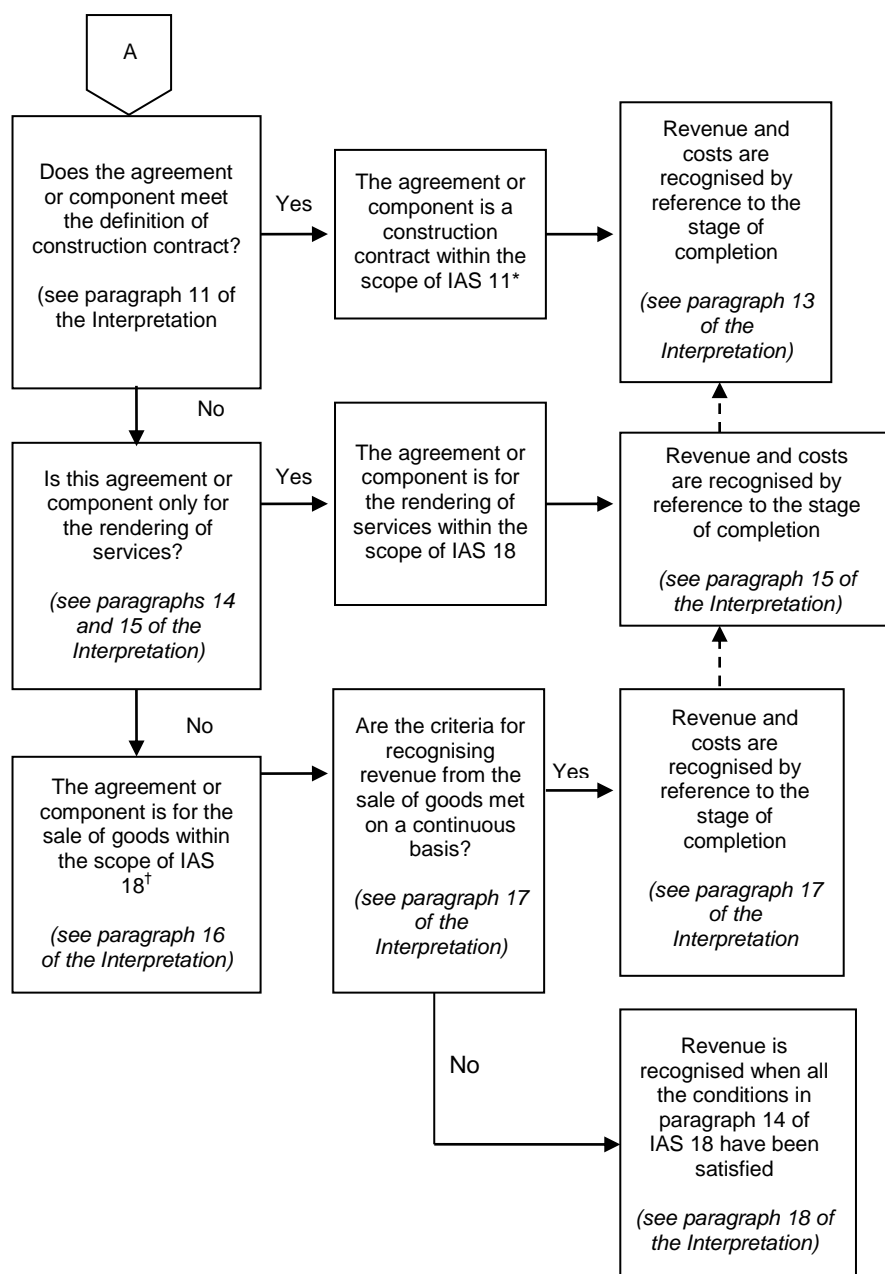 A
Does the agreement
or component meet
the definition of
construction contract?
(see paragraph 11 of
the Interpretation
Yes
The agreement or
component is a
construction
contract within the
scope of IAS 11*
Revenue and
costs are
recognised by
reference to the
stage of
completion
(see paragraph 13
of the
Interpretation)
No
Is this agreement or
component only for
the rendering of
services?
(see paragraphs 14
and 15 of the
Interpretation)
Yes
The agreement or
component is for
the rendering of
services within the
scope of IAS 18
Revenue and costs
are recognised by
reference to the stage
of completion
(see paragraph 15 of
the Interpretation)
No
The agreement or
component is for the
sale of goods within
the scope of IAS
18†
(see paragraph 16
of the Interpretation)
Are the criteria for
recognising
revenue from the
sale of goods met
on a continuous
basis?
(see paragraph 17
of the
Interpretation)
Yes
Revenue and
costs are
recognised by
reference to the
stage of
completion
(see paragraph 17
of the
Interpretation
No
Revenue is
recognised when all
the conditions in
paragraph 14 of
IAS 18 have been
satisfied
(see paragraph 18 of
the Interpretation)